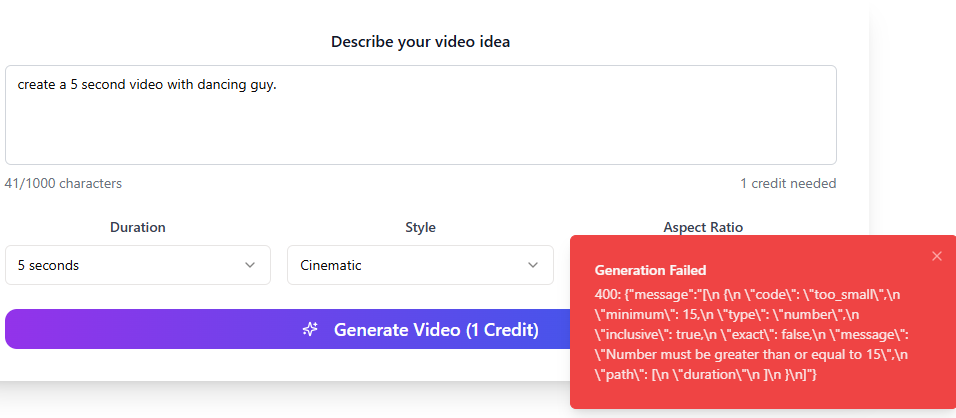 Describe your video idea
create a 5 second video with dancing guy.
41/1000 characters
1 credit needed
Duration
Style
Aspect Ratio
5 seconds
Cinematic
Generate Video (1 Credit)
Generation Failed
400: {"message":"[\n {\n \"code\": \"too_small\",\n
\"minimum\": 15,\n \"type\": \"number\",\n
\"inclusive\": true,\n \"exact\": false,\n \"message\":
\"Number must be greater than or equal to 15\",\n
\"path\": [\n \"duration\"\n ]\n }\n]"}